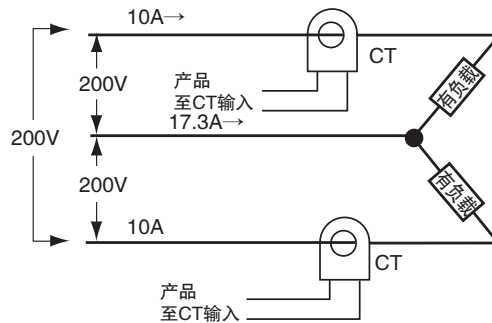 10A→
CT
200V
产品
至CT输入
有负载
17.3A→
200V
200V
有负载
10A
CT
产品
至CT输入